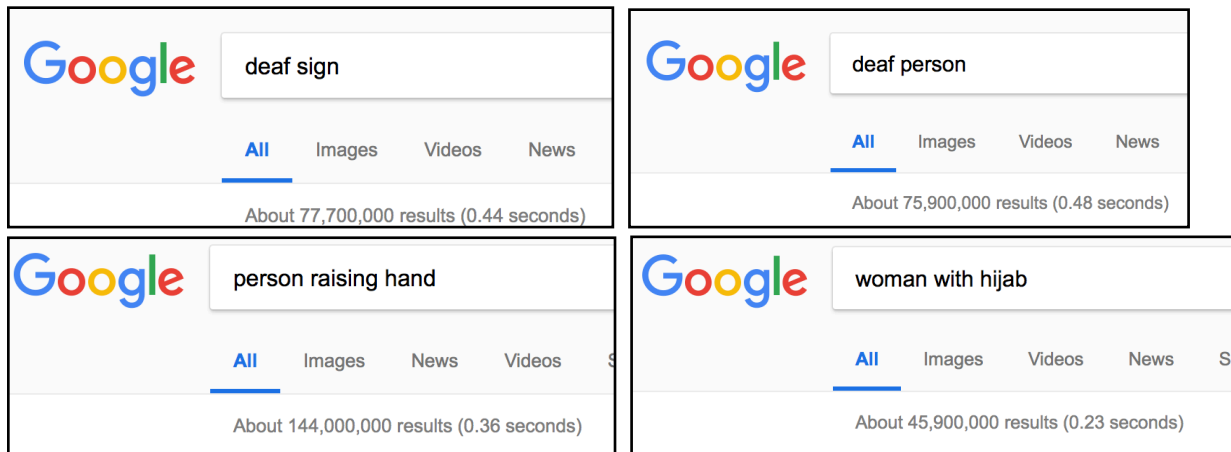 Google deaf sign
All Images Videos News
About 77,700,000 results (0.44 seconds)
Google deaf person
All Images Videos News
About 75,900,000 results (0.48 seconds)
Google person raising hand
All Images News Videos
About 144,000,000 results (0.36 seconds)
Google woman with hijab
All Images Videos News S
About 45,900,000 results (0.23 seconds)